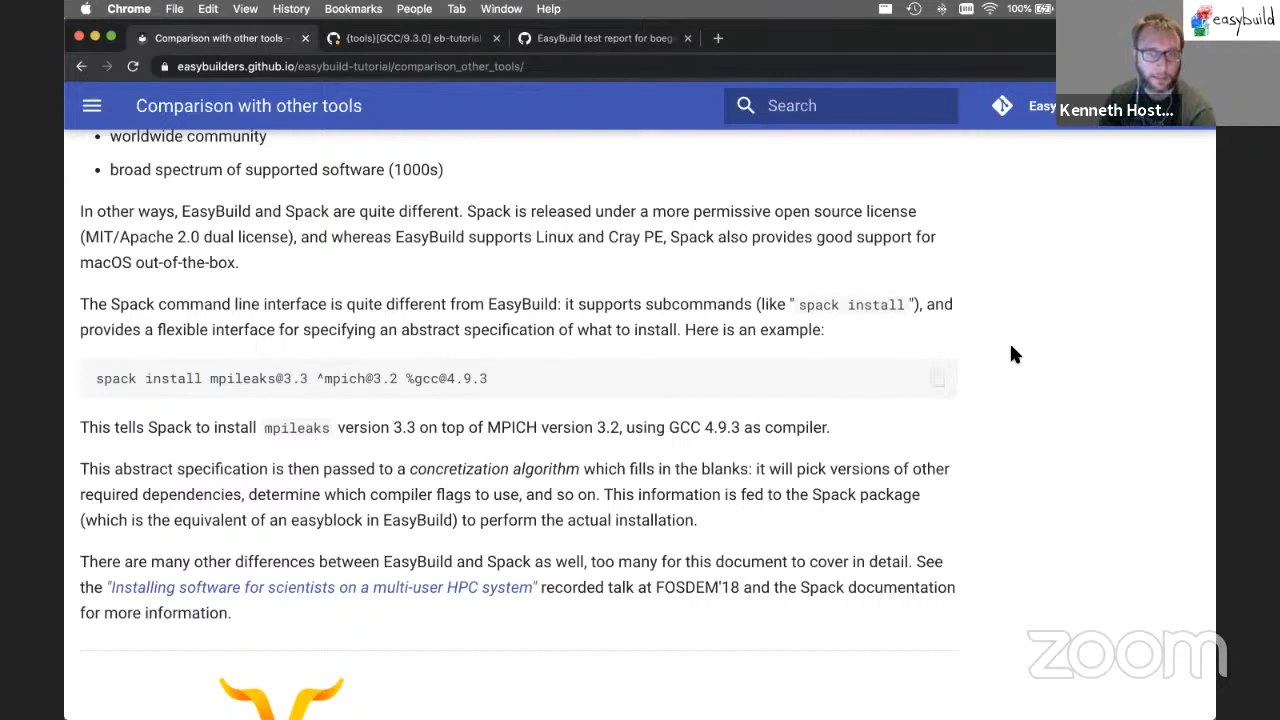 Chrome File Edit View History Bookmarks People Tab Window Help 100%
easybuild
Comparison with other tools -
{tools}[GCC/9.3.0] eb-tutorial
EasyBuild test report for boeg
easybuilders.github.io/easybuild-tutorial/comparison_other_tools/
Comparison with other tools
Search
Easy
Kenneth Host...
• worldwide community
• broad spectrum of supported software (1000s)
In other ways, EasyBuild and Spack are quite different. Spack is released under a more permissive open source license
(MIT/Apache 2.0 dual license), and whereas EasyBuild supports Linux and Cray PE, Spack also provides good support for
macOS out-of-the-box.
The Spack command line interface is quite different from EasyBuild: it supports subcommands (like " spack install "), and
provides a flexible interface for specifying an abstract specification of what to install. Here is an example:
spack install mpileaks@3.3 ^mpich@3.2 %gcc@4.9.3
This tells Spack to install mpileaks version 3.3 on top of MPICH version 3.2, using GCC 4.9.3 as compiler.
This abstract specification is then passed to a concretization algorithm which fills in the blanks: it will pick versions of other
required dependencies, determine which compiler flags to use, and so on. This information is fed to the Spack package
(which is the equivalent of an easyblock in EasyBuild) to perform the actual installation.
There are many other differences between EasyBuild and Spack as well, too many for this document to cover in detail. See
the "Installing software for scientists on a multi-user HPC system" recorded talk at FOSDEM'18 and the Spack documentation
for more information.
zoom